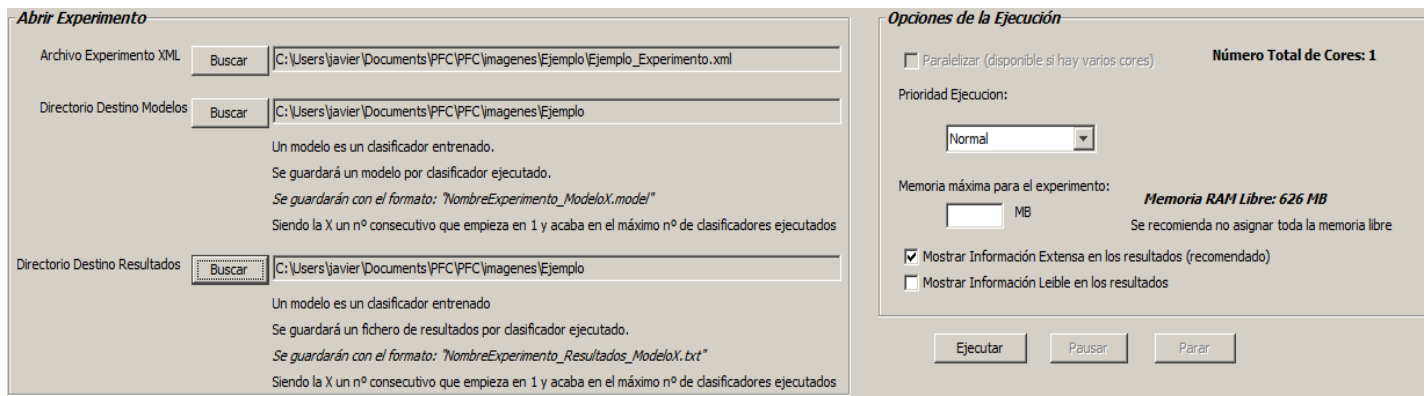 Abrir Experimento
Archivo Experimento XML Buscar C:\Users\javier\Documents\PFC\PFC\imagenes\Ejemplo\Ejemplo_Experimento.xml
Directorio Destino Modelos Buscar C:\Users\javier\Documents\PFC\PFC\imagenes\Ejemplo
Un modelo es un clasificador entrenado.
Se guardará un modelo por clasificador ejecutado.
Se guardarán con el formato: "NombreExperimento_ModeloX.model"
Siendo la X un nº consecutivo que empieza en 1 y acaba en el máximo nº de clasificadores ejecutados
Directorio Destino Resultados Buscar C:\Users\javier\Documents\PFC\PFC\imagenes\Ejemplo
Un modelo es un clasificador entrenado
Se guardará un fichero de resultados por clasificador ejecutado.
Se guardarán con el formato: "NombreExperimento_Resultados_ModeloX.txt"
Siendo la X un nº consecutivo que empieza en 1 y acaba en el máximo nº de clasificadores ejecutados
Opciones de la Ejecución
Paralelizar (disponible si hay varios cores) Número Total de Cores: 1
Prioridad Ejecucion:
Normal
Memoria máxima para el experimento:
MB Memoria RAM Libre: 626 MB
Se recomienda no asignar toda la memoria libre
Mostrar Información Extensa en los resultados (recomendado)
Mostrar Información Leible en los resultados
Ejecutar Pausar Parar